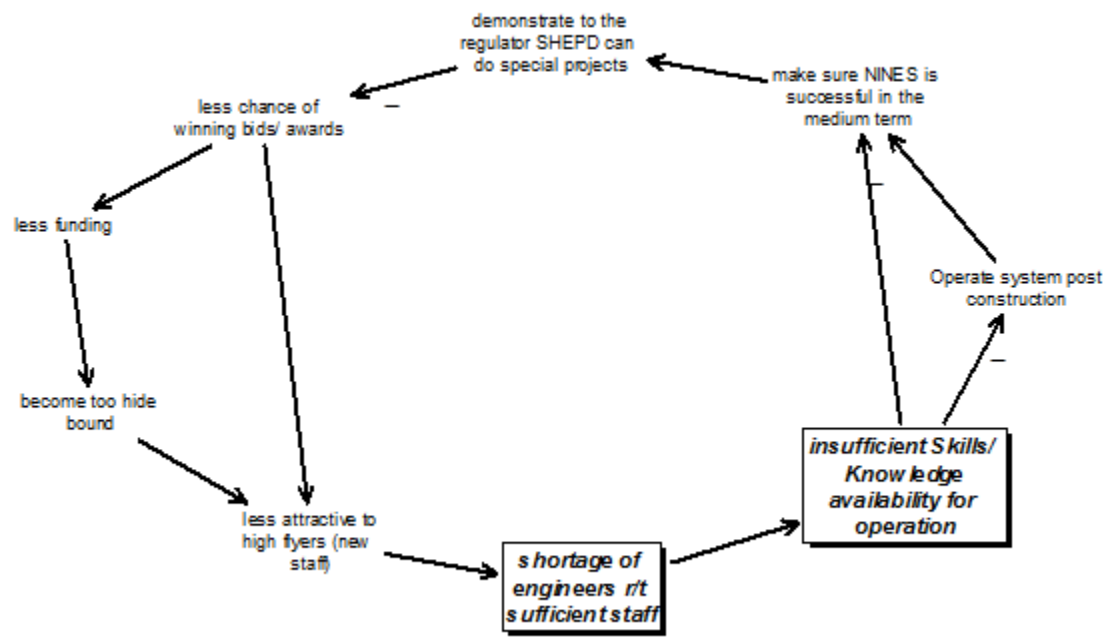 demonstrate to the
regulator SHEPD can
do special projects
make sure NINES is
successful in the
medium term
less chance of
winning bids/ awards
–
–
less funding
Operate system post
construction
–
become too hide
bound
insufficient Skills/
Knowledge
availability for
operation
less attractive to
high flyers (new
staff)
shortage of
engineers r/t
sufficient staff